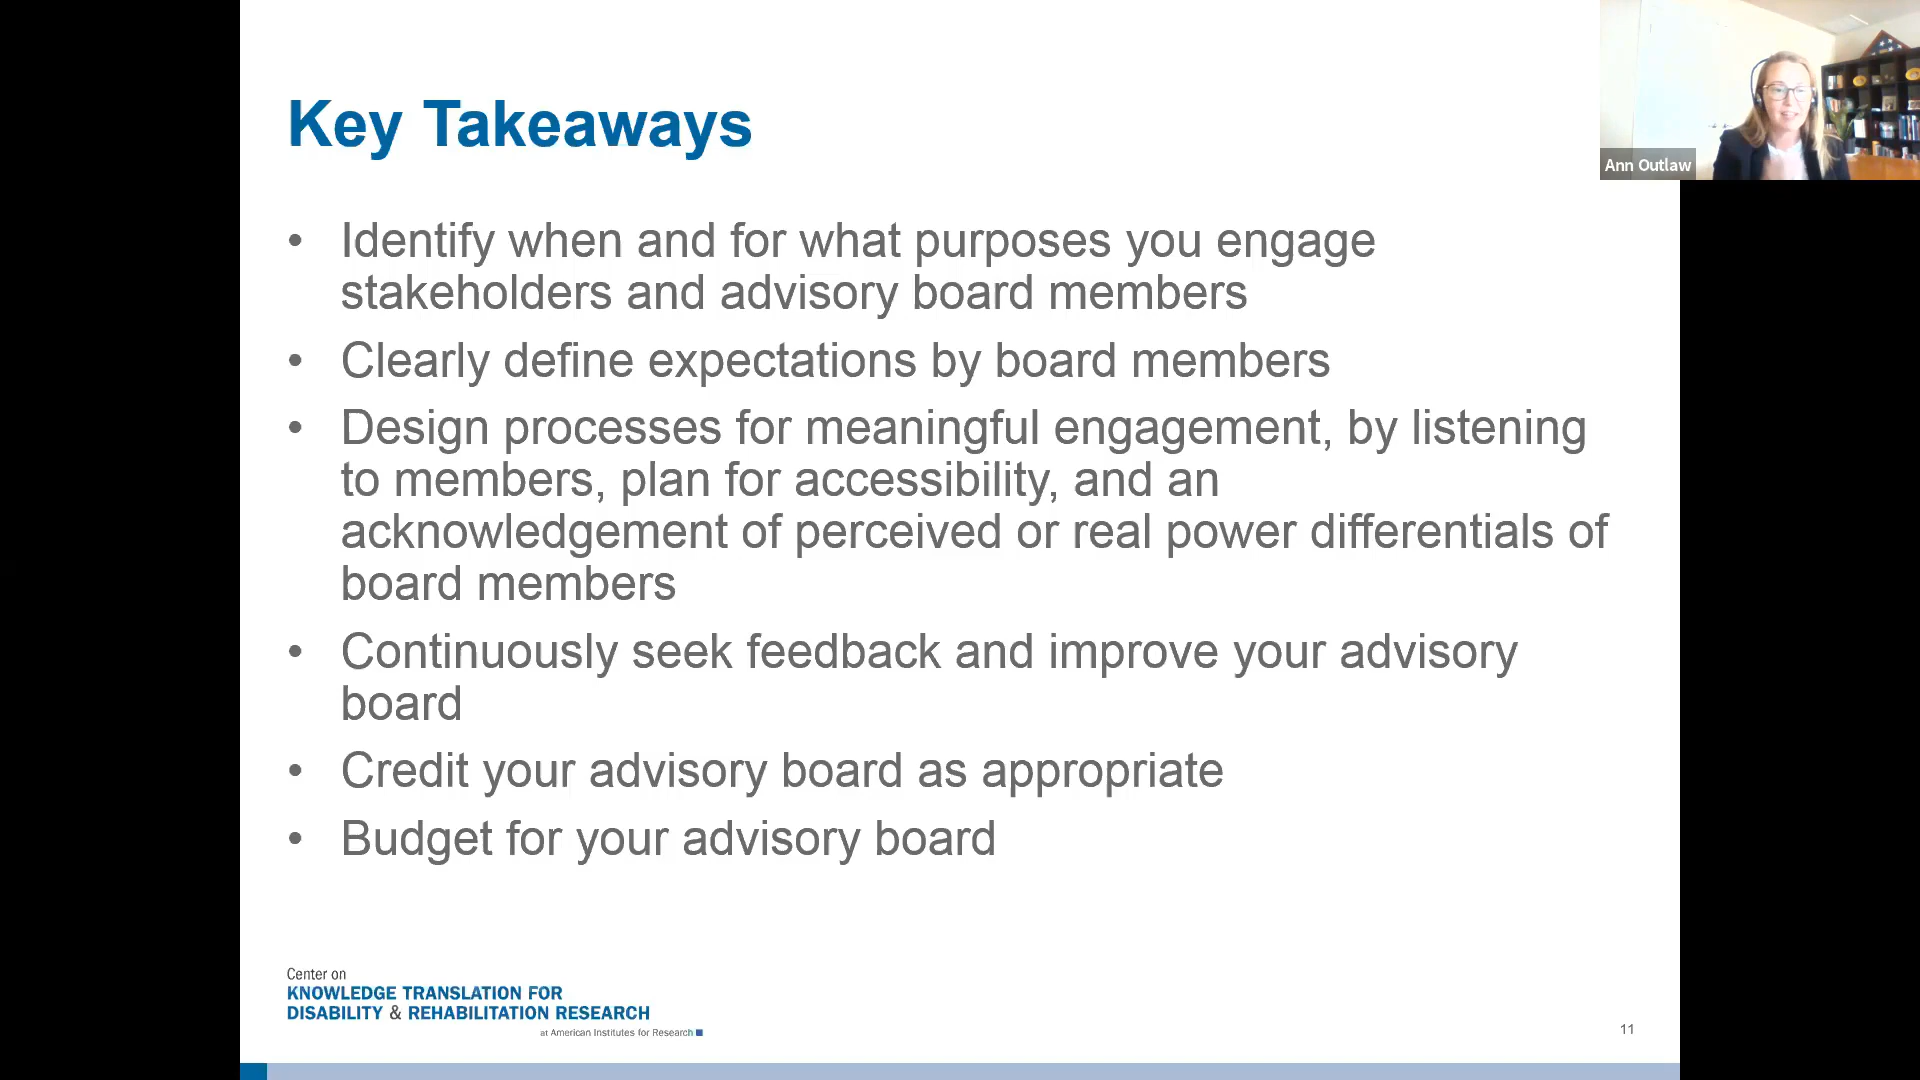 Key Takeaways
Ann Outlaw
• Identify when and for what purposes you engage
stakeholders and advisory board members
• Clearly define expectations by board members
• Design processes for meaningful engagement, by listening
to members, plan for accessibility, and an
acknowledgement of perceived or real power differentials of
board members
• Continuously seek feedback and improve your advisory
board
• Credit your advisory board as appropriate
• Budget for your advisory board
Center on
KNOWLEDGE TRANSLATION FOR
DISABILITY & REHABILITATION RESEARCH
at American Institutes for Research
11